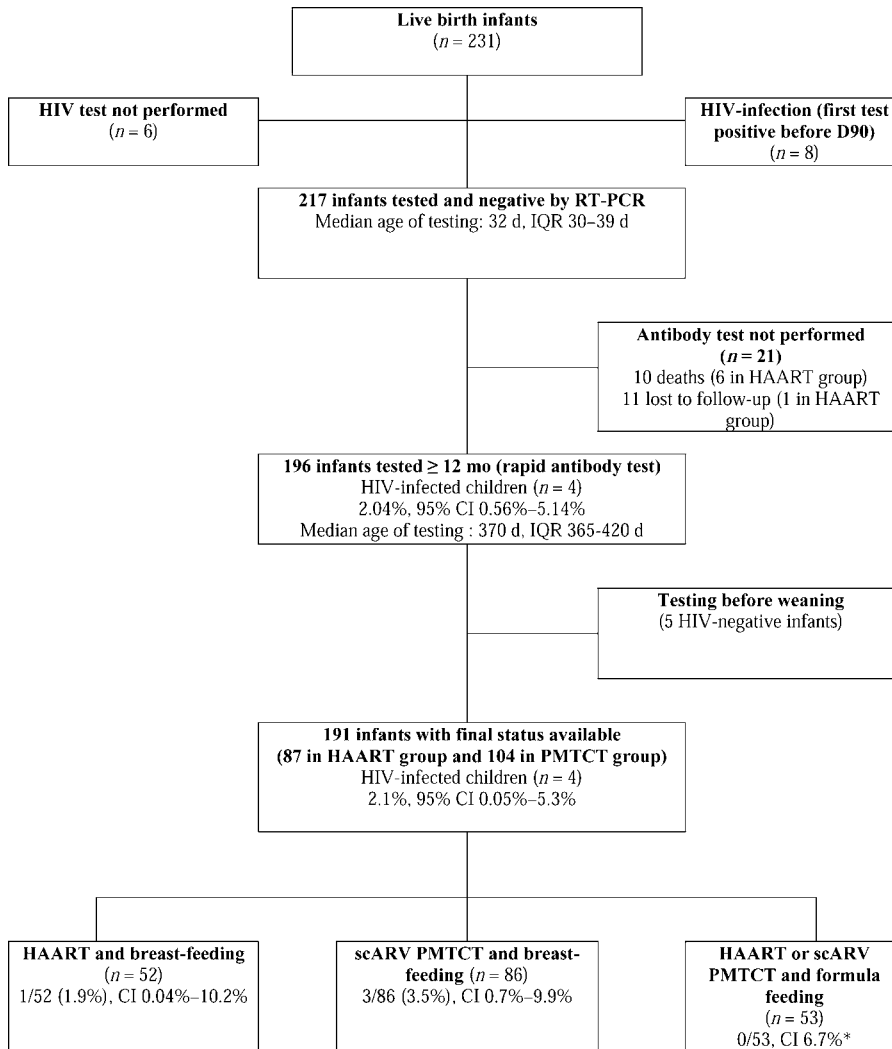 Live birth infants
(n = 231)
HIV test not performed
(n = 6)
HIV-infection (first test
positive before D90)
(n = 8)
217 infants tested and negative by RT-PCR
Median age of testing: 32 d, IQR 30–39 d
Antibody test not performed
(n = 21)
10 deaths (6 in HAART group)
11 lost to follow-up (1 in HAART
group)
196 infants tested ≥ 12 mo (rapid antibody test)
HIV-infected children (n = 4)
2.04%, 95% CI 0.56%–5.14%
Median age of testing : 370 d, IQR 365-420 d
Testing before weaning
(5 HIV-negative infants)
191 infants with final status available
(87 in HAART group and 104 in PMTCT group)
HIV-infected children (n = 4)
2.1%, 95% CI 0.05%–5.3%
HAART and breast-feeding
(n = 52)
1/52 (1.9%), CI 0.04%–10.2%
scARV PMTCT and breast-
feeding (n = 86)
3/86 (3.5%), CI 0.7%–9.9%
HAART or scARV
PMTCT and formula
feeding
(n = 53)
0/53, CI 6.7%*